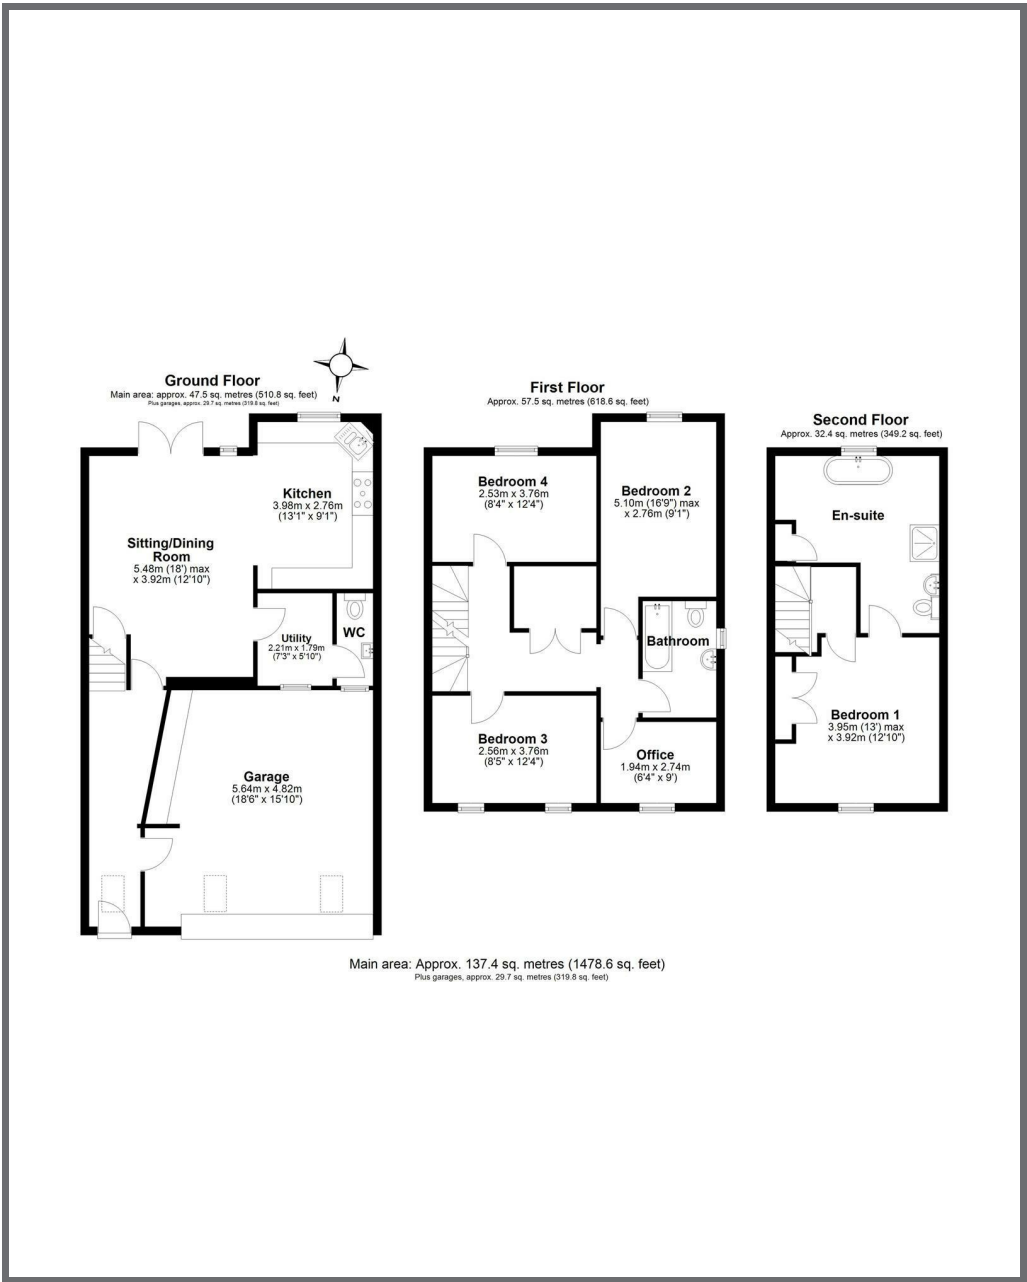 Ground Floor
Main area: approx. 47.5 sq. metres (510.8 sq. feet)
Plus garages, approx. 29.7 sq. metres (319.8 sq. feet)
N
Kitchen
3.98m x 2.76m
(13'1" x 9'1")
Sitting/Dining
Room
5.48m (18') max
x 3.92m (12'10")
Utility
2.21m x 1.79m
(7'3" x 5'10")
WC
Garage
5.64m x 4.82m
(18'6" x 15'10")
First Floor
Approx. 57.5 sq. metres (618.6 sq. feet)
Bedroom 4
2.53m x 3.76m
(8'4" x 12'4")
Bedroom 2
5.10m (16'9") max
x 2.76m (9'1")
Bathroom
Bedroom 3
2.56m x 3.76m
(8'5" x 12'4")
Office
1.94m x 2.74m
(6'4" x 9')
Second Floor
Approx. 32.4 sq. metres (349.2 sq. feet)
En-suite
Bedroom 1
3.95m (13') max
x 3.92m (12'10")
Main area: Approx. 137.4 sq. metres (1478.6 sq. feet)
Plus garages, approx. 29.7 sq. metres (319.8 sq. feet)